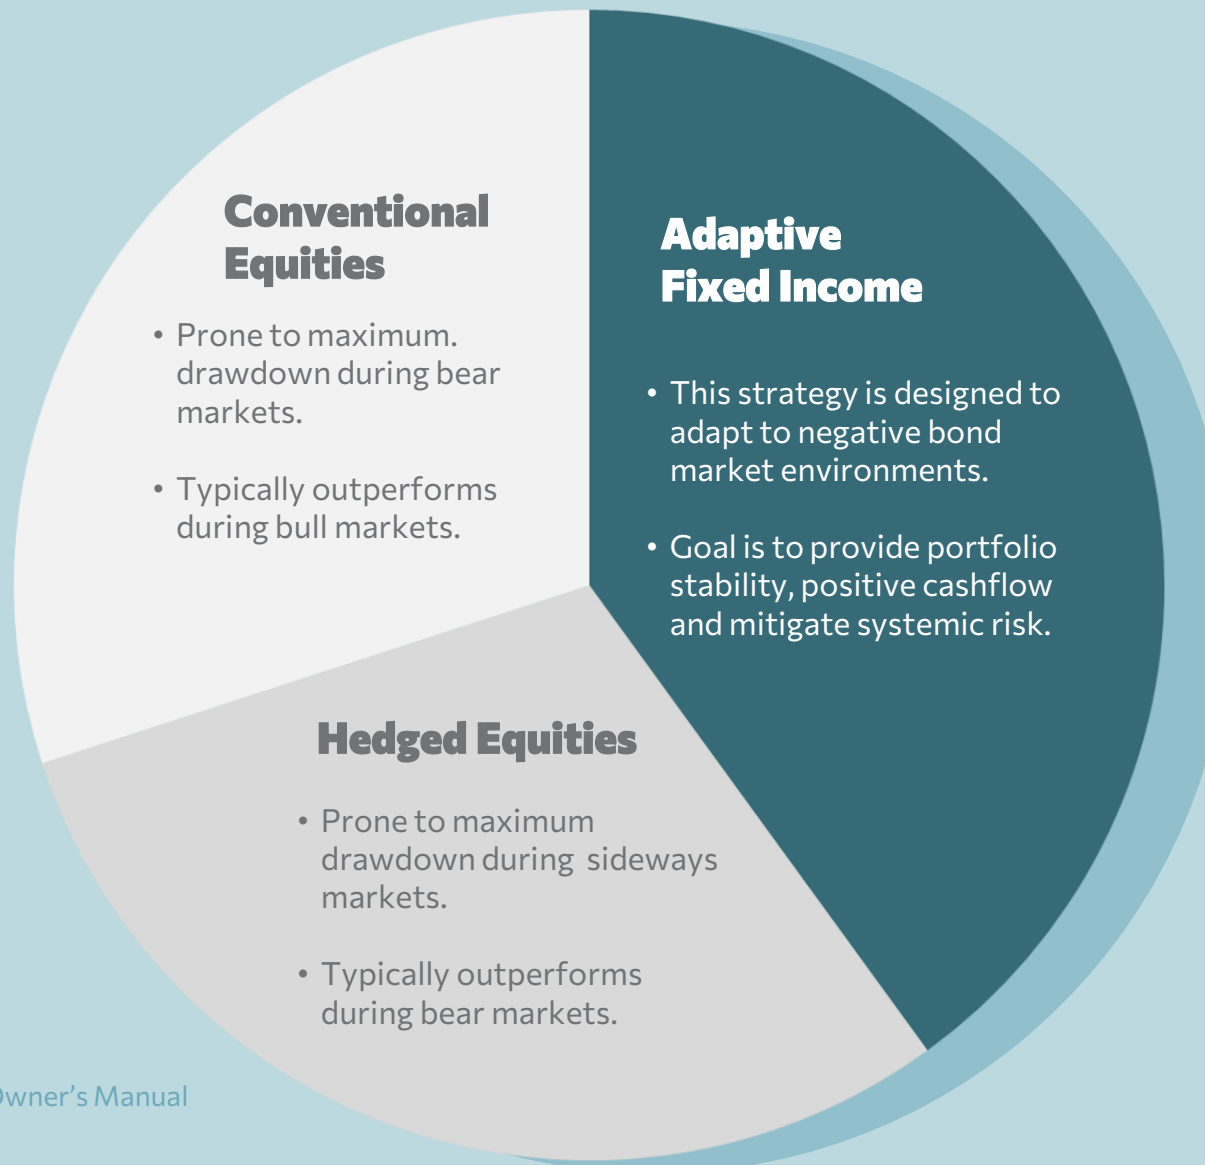 Conventional
Equities
• Prone to maximum.
drawdown during bear
markets.
• Typically outperforms
during bull markets.
Adaptive
Fixed Income
• This strategy is designed to
adapt to negative bond
market environments.
• Goal is to provide portfolio
stability, positive cashflow
and mitigate systemic risk.
Hedged Equities
• Prone to maximum
drawdown during  sideways
markets.
• Typically outperforms
during bear markets.
Owner's Manual